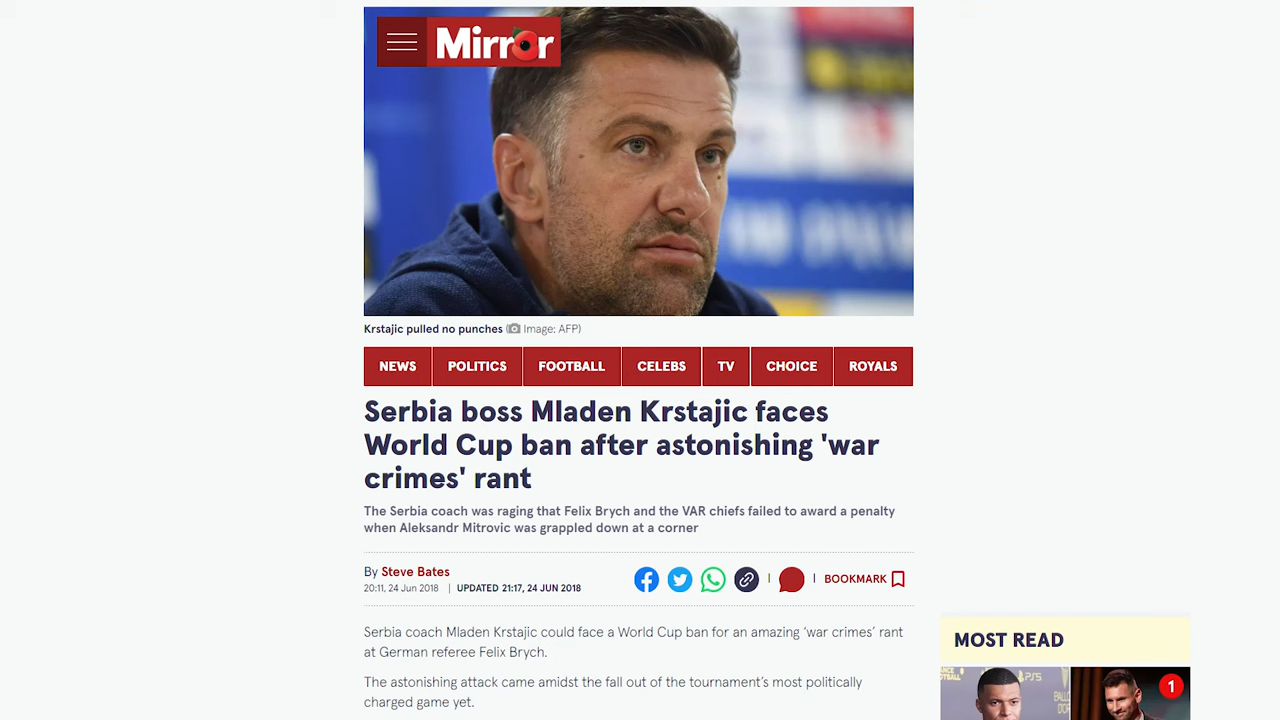 Mirror
Krstajic pulled no punches ( Image: AFP)
NEWS
POLITICS
FOOTBALL
CELEBS
TV
CHOICE
ROYALS
Serbia boss Mladen Krstajic faces
World Cup ban after astonishing 'war
crimes' rant
The Serbia coach was raging that Felix Brych and the VAR chiefs failed to award a penalty
when Aleksandr Mitrovic was grappled down at a corner
By Steve Bates
20:11, 24 Jun 2018 | UPDATED 21:17, 24 JUN 2018
BOOKMARK
Serbia coach Mladen Krstajic could face a World Cup ban for an amazing ‘war crimes’ rant
at German referee Felix Brych.
The astonishing attack came amidst the fall out of the tournament’s most politically
charged game yet.
MOST READ
1